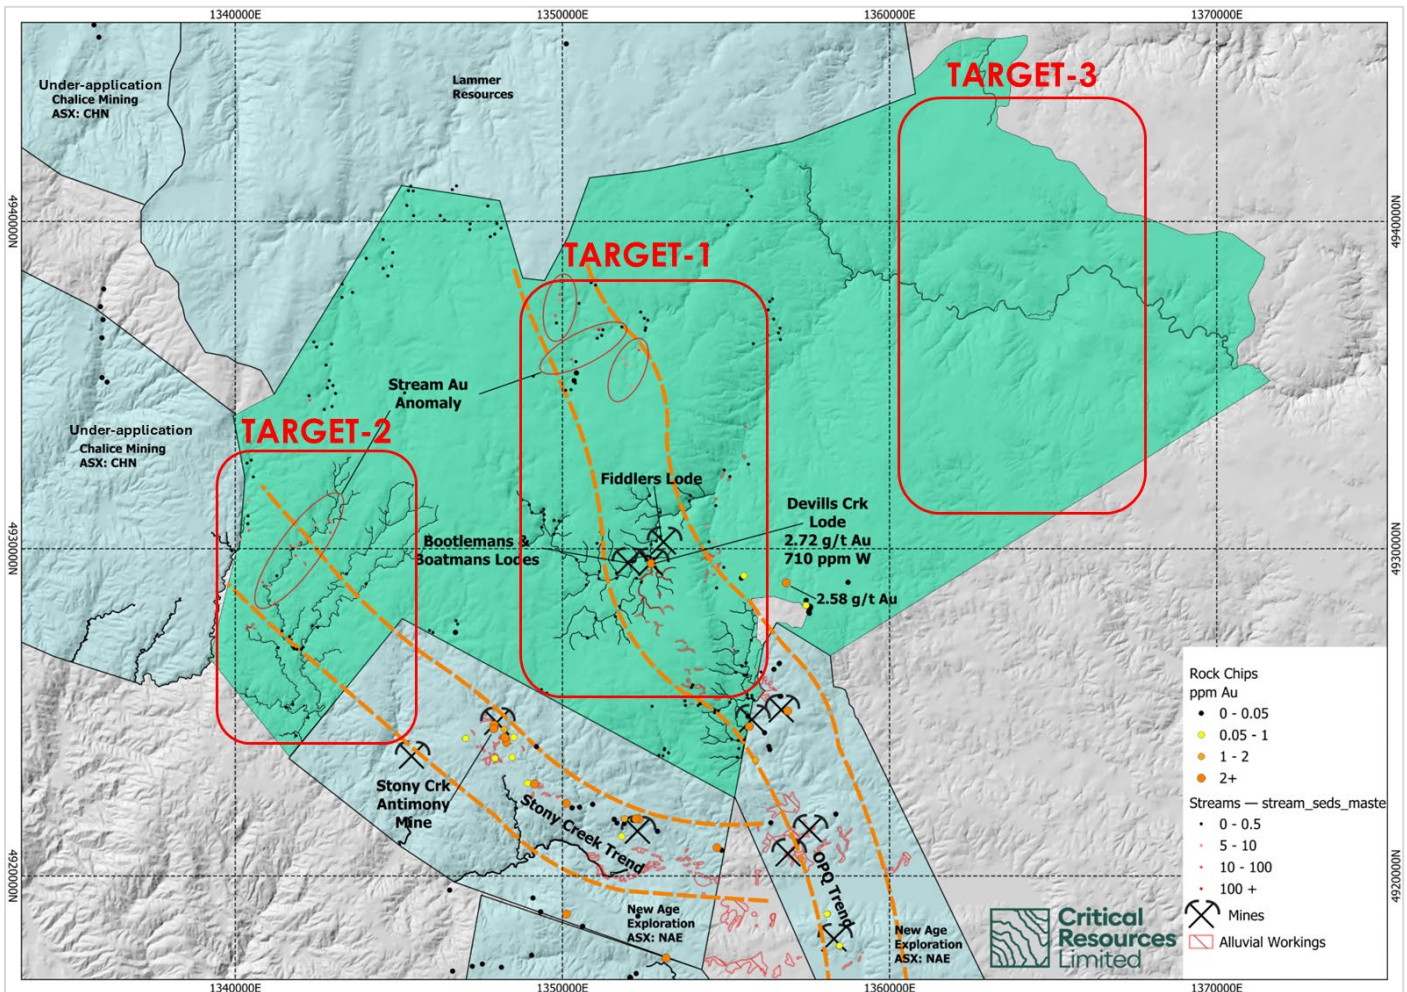 1340000E
1350000E
1360000E
1370000E
Under-application
Chalice Mining
ASX: CHN
Lammer
Resources
TARGET-3
4940000N
4940000N
TARGET-1
Stream Au
Anomaly
Under-application
Chalice Mining
ASX: CHN
TARGET-2
Fiddlers Lode
Devills Crk
Lode
2.72 g/t Au
710 ppm W
Bootlemans &
Boatmans Lodes
4930000N
4930000N
2.58 g/t Au
Stony Crk
Antimony
Mine
Stony Creek Trend
OPQ Trend
4920000N
4920000N
New Age
Exploration
ASX: NAE
New Age
Exploration
ASX: NAE
Rock Chips
ppm Au
0 - 0.05
0.05 - 1
1 - 2
2+
Streams — stream_seds_maste
0 - 0.5
5 - 10
10 - 100
100 +
Mines
Alluvial Workings
Critical
Resources
Limited
1340000E
1350000E
1360000E
1370000E